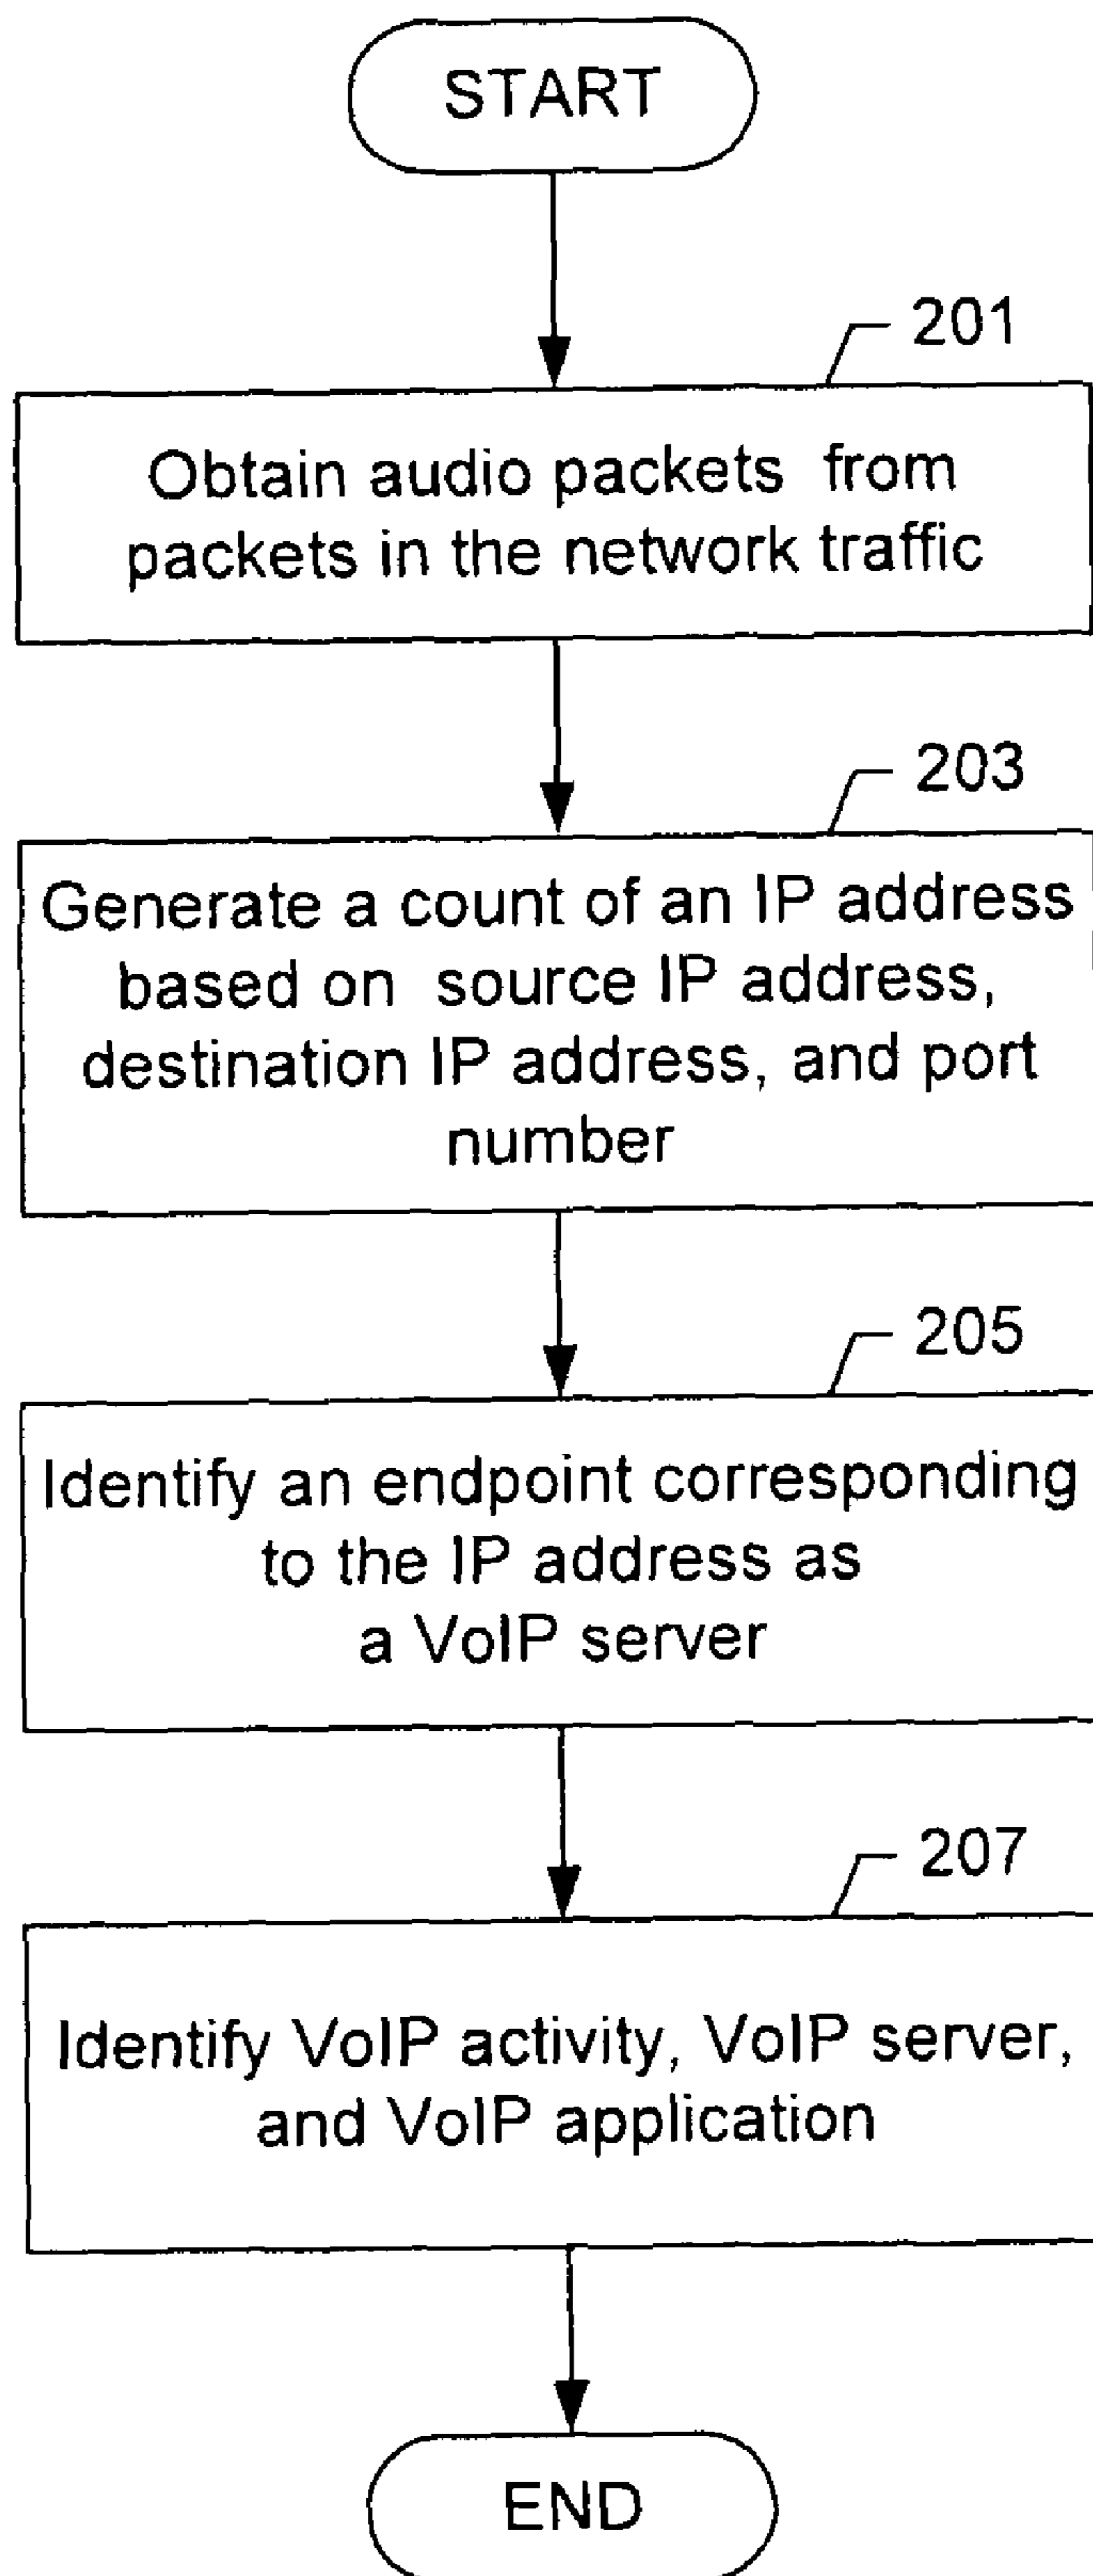 START
201
Obtain audio packets from
packets in the network traffic
203
Generate a count of an IP address
based on source IP address,
destination IP address, and port
number
205
Identify an endpoint corresponding
to the IP address as
a VoIP server
207
Identify VoIP activity, VoIP server,
and VoIP application
END